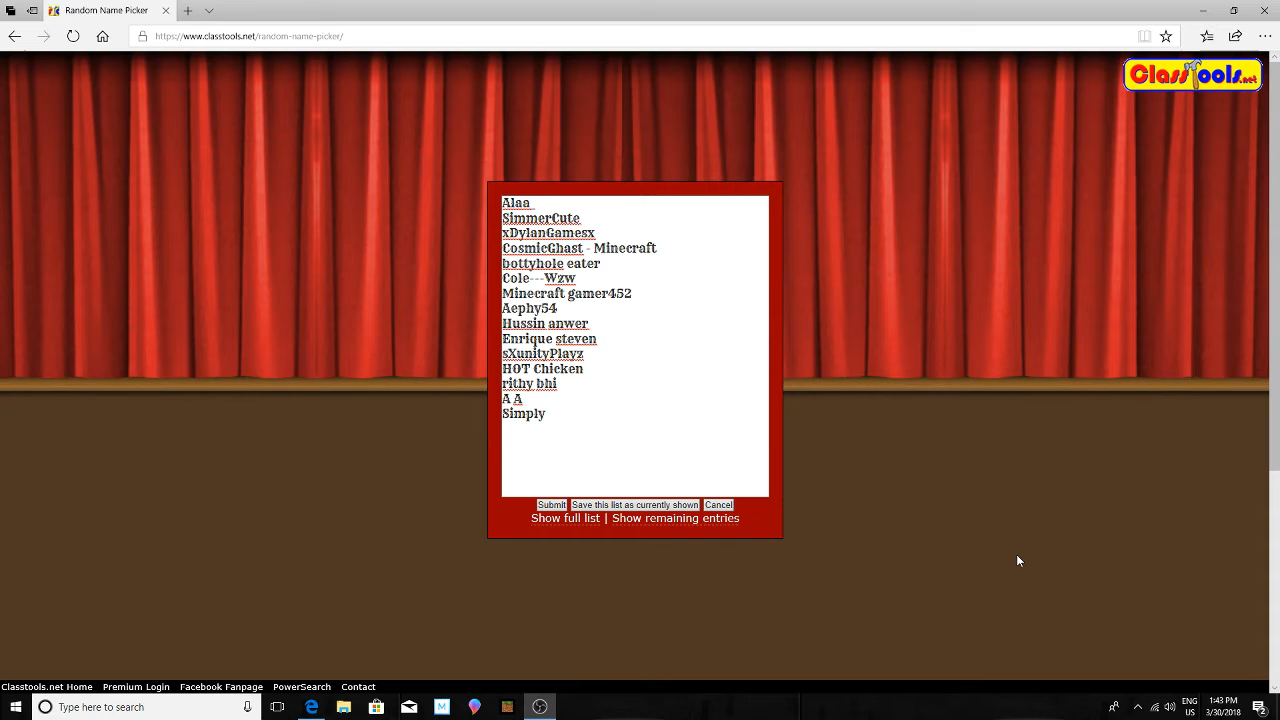 Random Name Picker
https://www.classtools.net/random-name-picker/
ClassTools.net
Alaa
SimmerCute
xDylanGamesx
CosmicGhast - Minecraft
bottyhole eater
Cole---Wzw
Minecraft gamer452
Aephy54
Hussin anwer
Enrique steven
sXunityPlayz
HOT Chicken
rithy bhi
A A
Simply
Submit Save this list as currently shown Cancel
Show full list | Show remaining entries
Classtools.net Home Premium Login Facebook Fanpage PowerSearch Contact
Type here to search
M
ENG
US
1:43 PM
3/30/2018
2